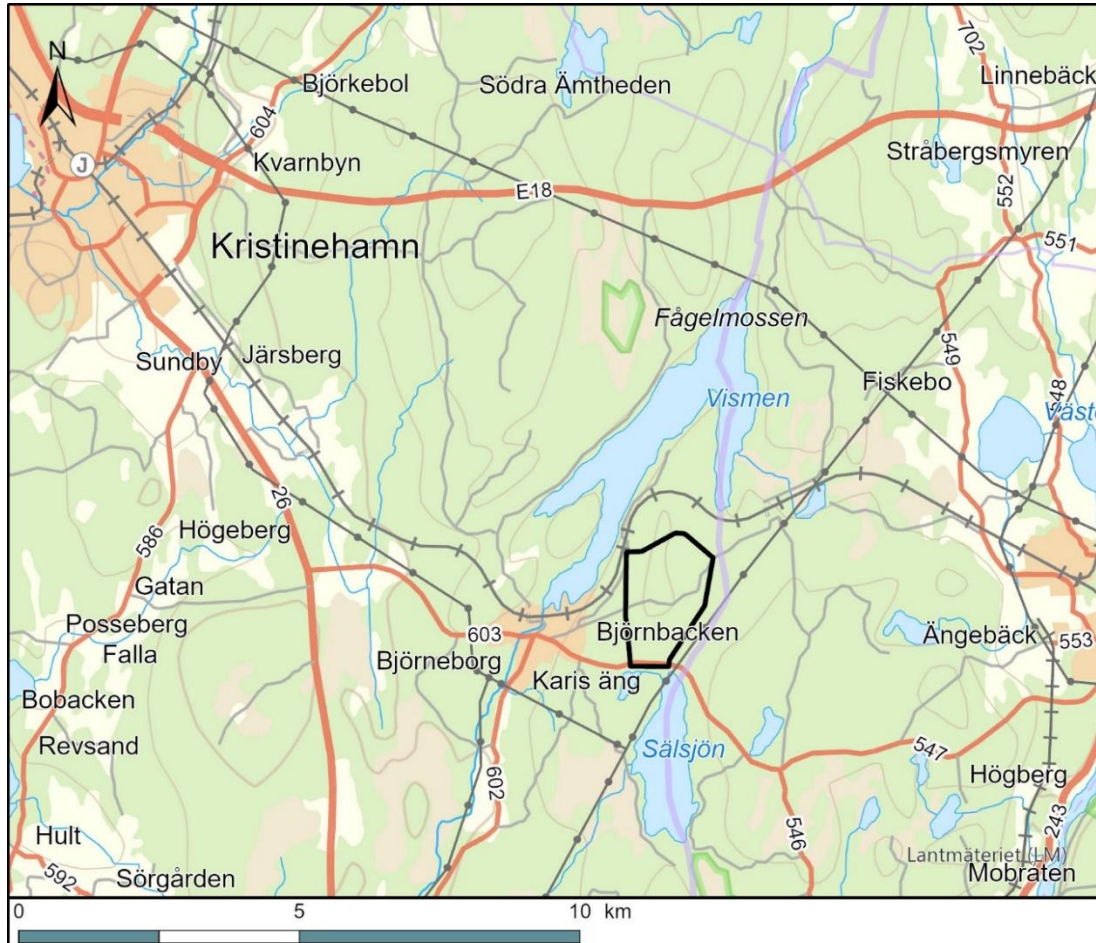 702
Linnebäck
N
Björkebol
Södra Ämtheden
604
Stråbergsmyren
Kvarnbyn
J
E18
552
551
Kristinehamn
Fågelmossen
549
Järsberg
Sundby
Fiskebo
548
Vismen
Väste
26
Högeberg
586
Gatan
Posseberg
603
Björnbacken
Ängebäck
553
Falla
Björneborg
Karis äng
Bobacken
Revsand
Sälsjön
547
602
Högberg
546
243
Hult
Lantmäteriet (LM)
Sörgården
Mobråten
592
0 5 10 km